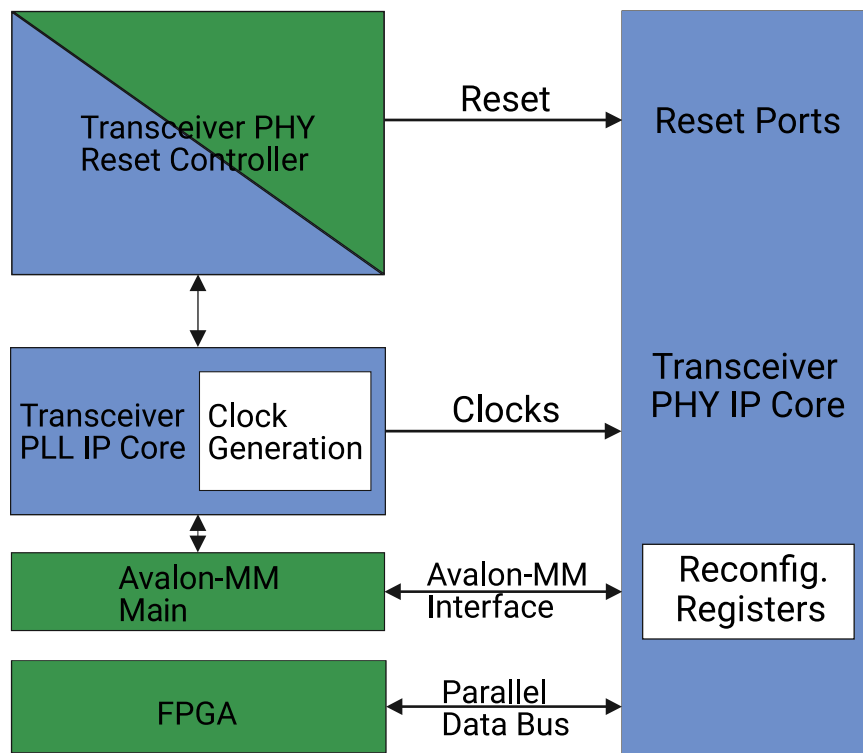 Transceiver PHY
Reset Controller
Reset
Reset Ports
Transceiver
PLL IP Core
Clock
Generation
Clocks
Transceiver
PHY IP Core
Avalon-MM
Main
Avalon-MM
Interface
Reconfig.
Registers
FPGA
Parallel
Data Bus